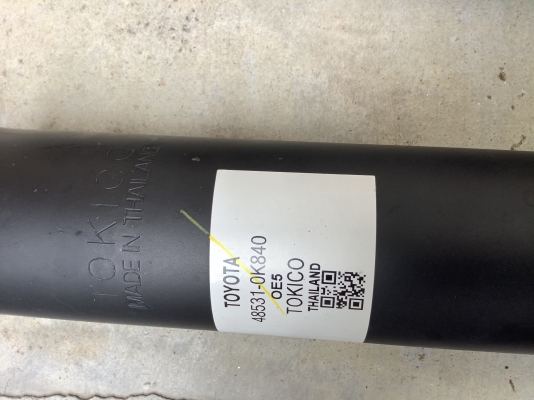 TOKICO
MADE IN THAILAND
TOYOTA
48531-0K840
OE5
TOKICO
THAILAND